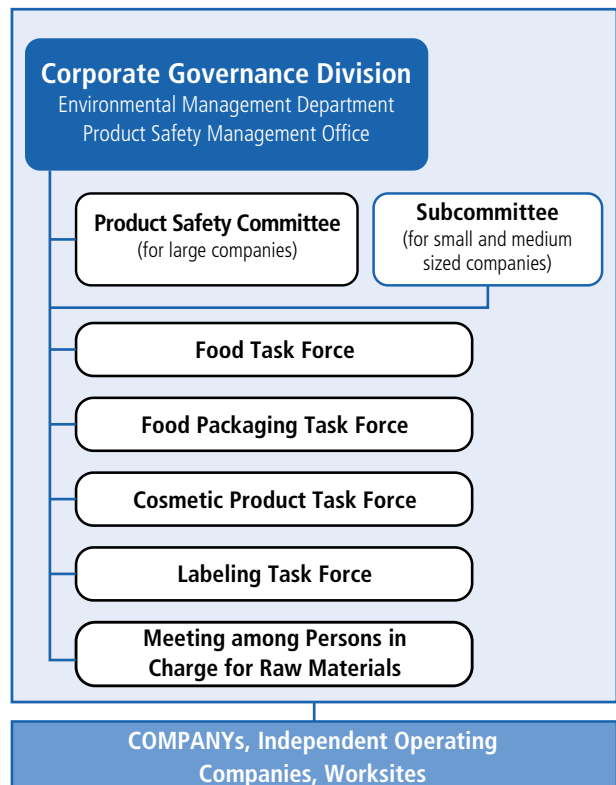 Corporate Governance Division
Environmental Management Department
Product Safety Management Office
Product Safety Committee
(for large companies)
Subcommittee
(for small and medium
sized companies)
Food Task Force
Food Packaging Task Force
Cosmetic Product Task Force
Labeling Task Force
Meeting among Persons in
Charge for Raw Materials
COMPANYs, Independent Operating
Companies, Worksites